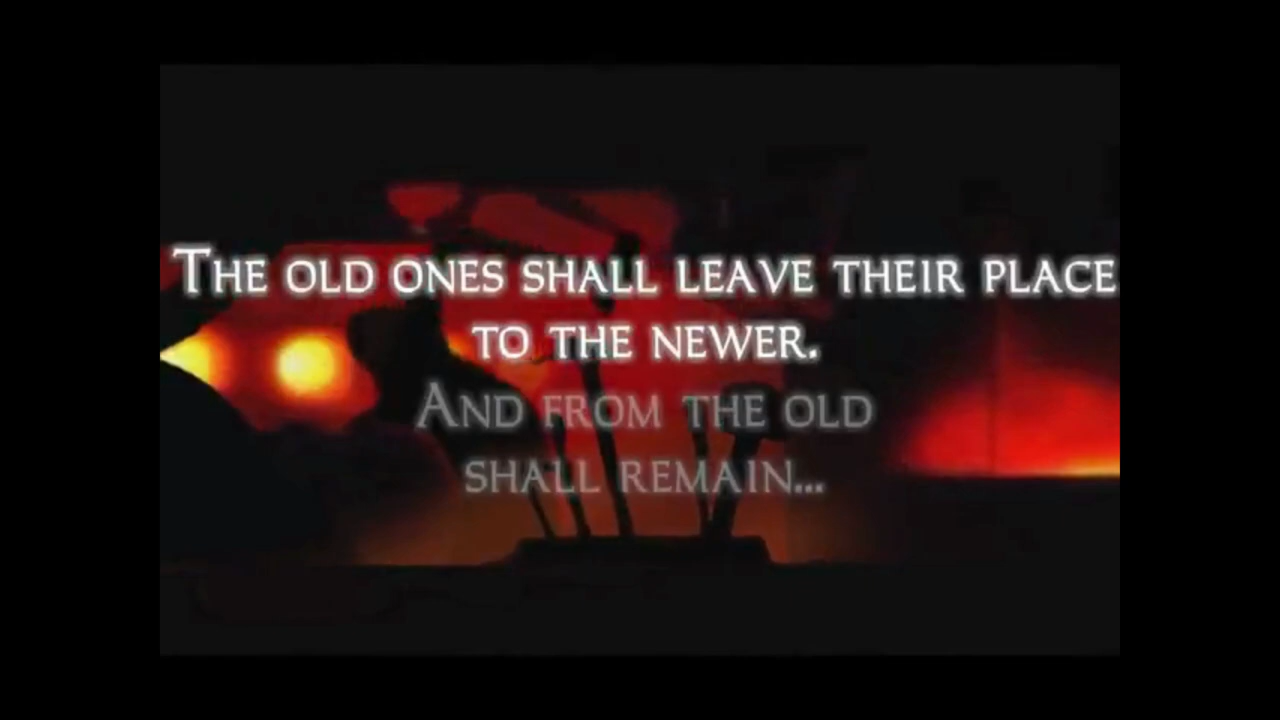 The old ones shall leave their place
to the newer.
And from the old
shall remain...